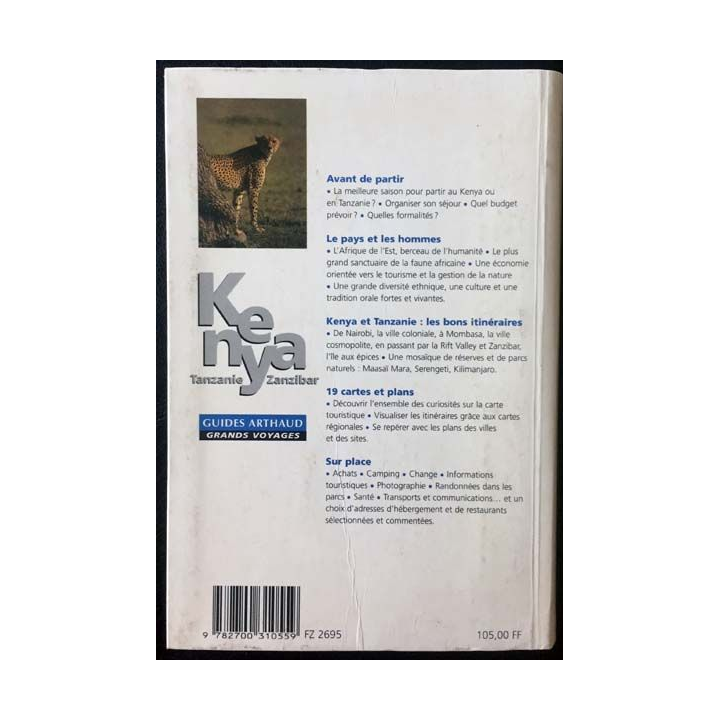 Avant de partir
• La meilleure saison pour partir au Kenya ou
en Tanzanie ? • Organiser son séjour • Quel budget
prévoir ? • Quelles formalités ?
Le pays et les hommes
• L'Afrique de l'Est, berceau de l'humanité • Le plus
grand sanctuaire de la faune africaine • Une économie
orientée vers le tourisme et la gestion de la nature
• Une grande diversité ethnique, une culture et une
tradition orale fortes et vivantes.
Kenya et Tanzanie : les bons itinéraires
• De Nairobi, la ville coloniale, à Mombasa, la ville
cosmopolite, en passant par la Rift Valley et Zanzibar,
l'île aux épices • Une mosaïque de réserves et de parcs
naturels : Maasaï Mara, Serengeti, Kilimanjaro.
19 cartes et plans
• Découvrir l'ensemble des curiosités sur la carte
touristique • Visualiser les itinéraires grâce aux cartes
régionales • Se repérer avec les plans des villes
et des sites.
Sur place
• Achats • Camping • Change • Informations
touristiques • Photographie • Randonnées dans les
parcs • Santé • Transports et communications... et un
choix d'adresses d'hébergement et de restaurants
sélectionnées et commentées.
Kenya
Tanzanie Zanzibar
GUIDES ARTHAUD
GRANDS VOYAGES
9 782700 310559 FZ 2695
105,00 FF